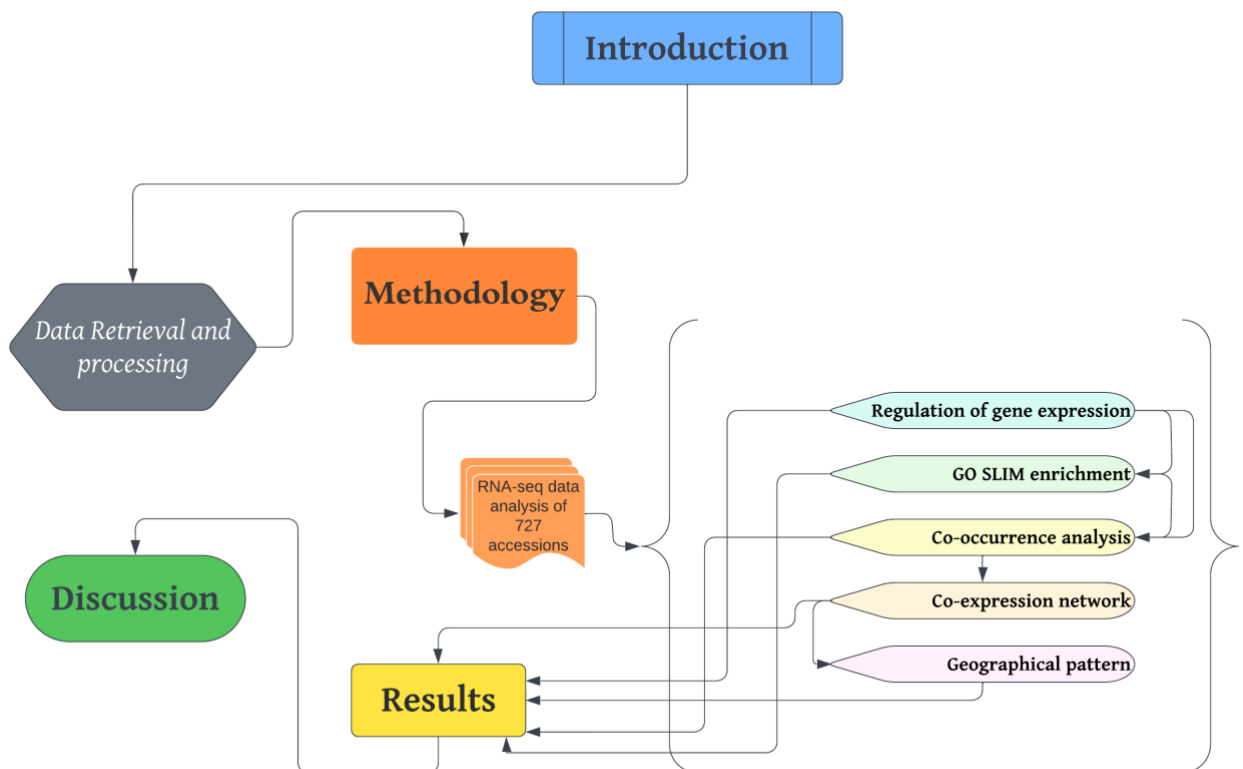 Introduction
Methodology
Data Retrieval and
processing
Regulation of gene expression
GO SLIM enrichment
RNA-seq data
analysis of
727
accessions
Co-occurrence analysis
Co-expression network
Discussion
Geographical pattern
Results